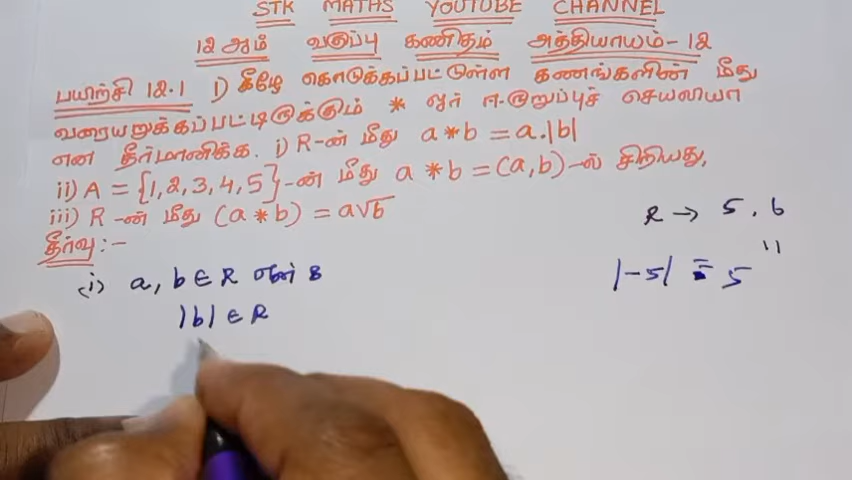 STK MATHS YOUTUBE CHANNEL
12 ஆம் வகுப்பு கணிதம் அத்தியாயம் - 12
பயிற்சி 12.1 1) கீழே கொடுக்கப்பட்டுள்ள கணங்களின் மீது
வரையறுக்கப்பட்டிருக்கும் * ஓர் ஈ-குறுப்புச் செயலியா
என தீர்மானிக்க. i) R-ன் மீது a * b = a.|b|
ii) A = {1, 2, 3, 4, 5}-ன் மீது a * b = (a, b)-ல் சிறியது,
iii) R-ன் மீது (a * b) = a√b
தீர்வு :-
(i) a, b ∈ R என்
|b| ∈ R
R → 5, 6
|-5| = 5